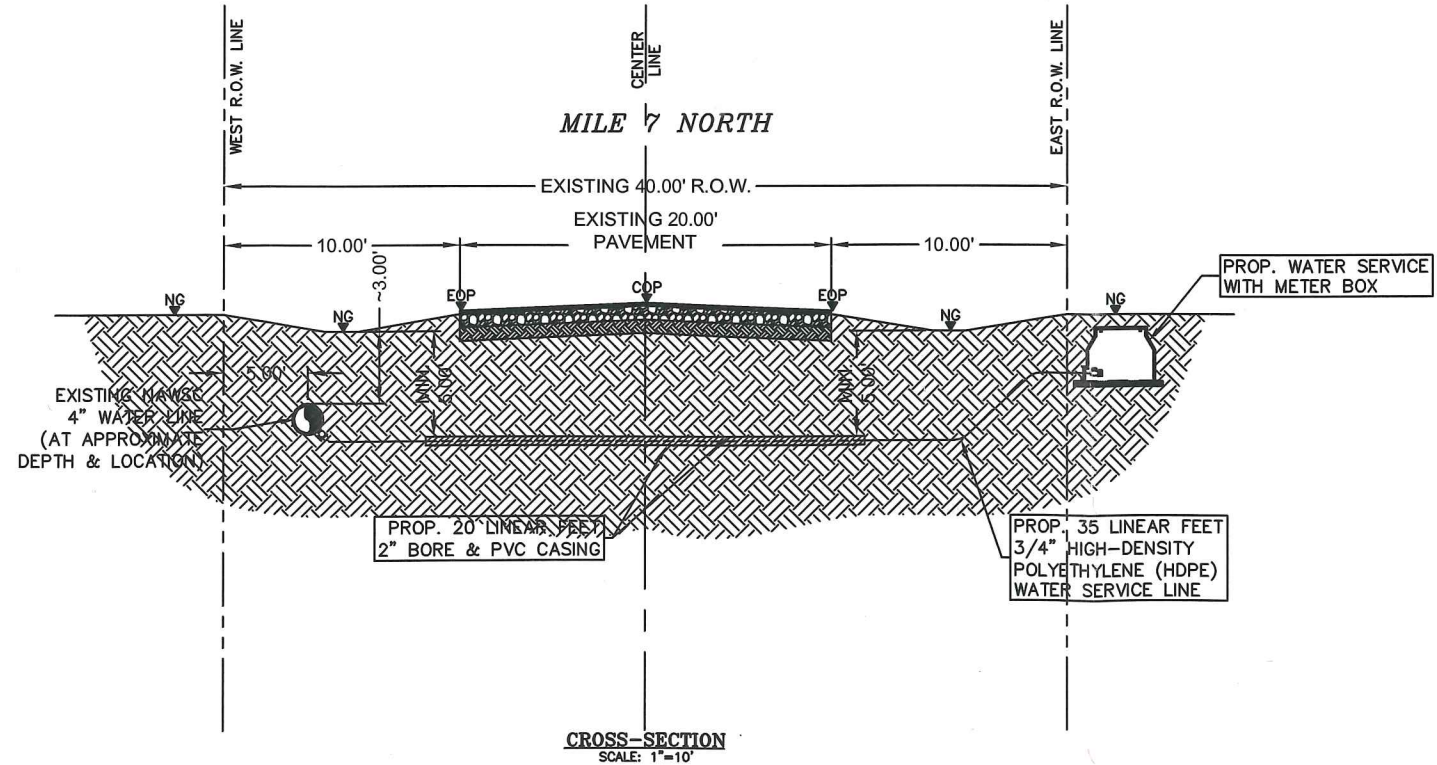 WEST R.O.W. LINE
CENTER
LINE
EAST R.O.W. LINE
MILE 7 NORTH
EXISTING 40.00' R.O.W.
EXISTING 20.00'
PAVEMENT
10.00'
10.00'
~3.00'
PROP. WATER SERVICE
WITH METER BOX
NG
NG
EOP
COP
EOP
NG
NG
5.00'
MIN.
5.00'
MIN.
5.00'
EXISTING NAWSC
4" WATER LINE
(AT APPROXIMATE
DEPTH & LOCATION)
PROP. 20 LINEAR FEET
2" BORE & PVC CASING
PROP. 35 LINEAR FEET
3/4" HIGH-DENSITY
POLYETHYLENE (HDPE)
WATER SERVICE LINE
CROSS-SECTION
SCALE: 1"=10'